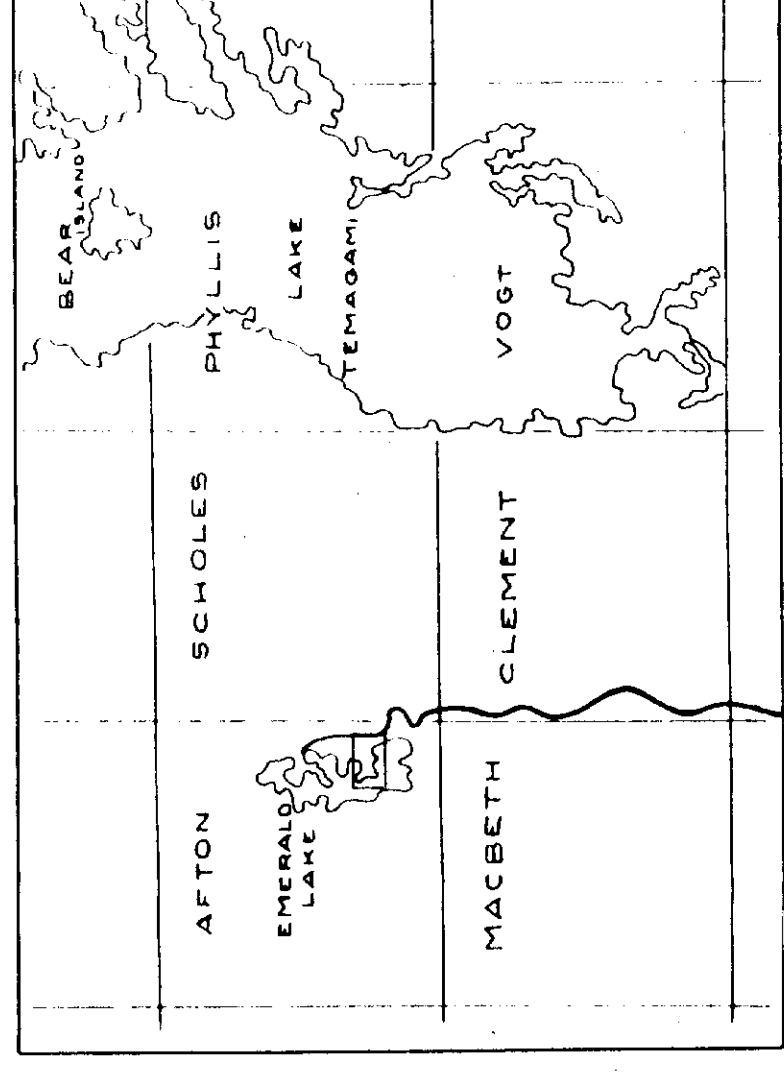 BEAR
ISLAND
AFTON
SCHOLES
PHYLLIS
EMERALD
LAKE
LAKE
TEMAGAMI
MACBETH
CLEMENT
VOGT